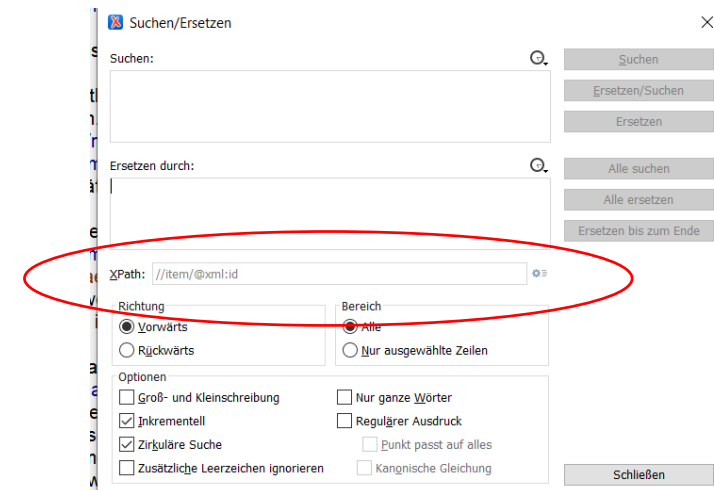 Suchen/Ersetzen
Suchen:
Suchen
Ersetzen/Suchen
Ersetzen
Ersetzen durch:
Alle suchen
Alle ersetzen
Ersetzen bis zum Ende
XPath: //item/@xml:id
Richtung
Vorwärts
Rückwärts
Bereich
Alle
Nur ausgewählte Zeilen
Optionen
Groß- und Kleinschreibung
Nur ganze Wörter
Inkrementell
Regulärer Ausdruck
Zirkuläre Suche
Punkt passt auf alles
Zusätzliche Leerzeichen ignorieren
Kanonische Gleichung
Schließen